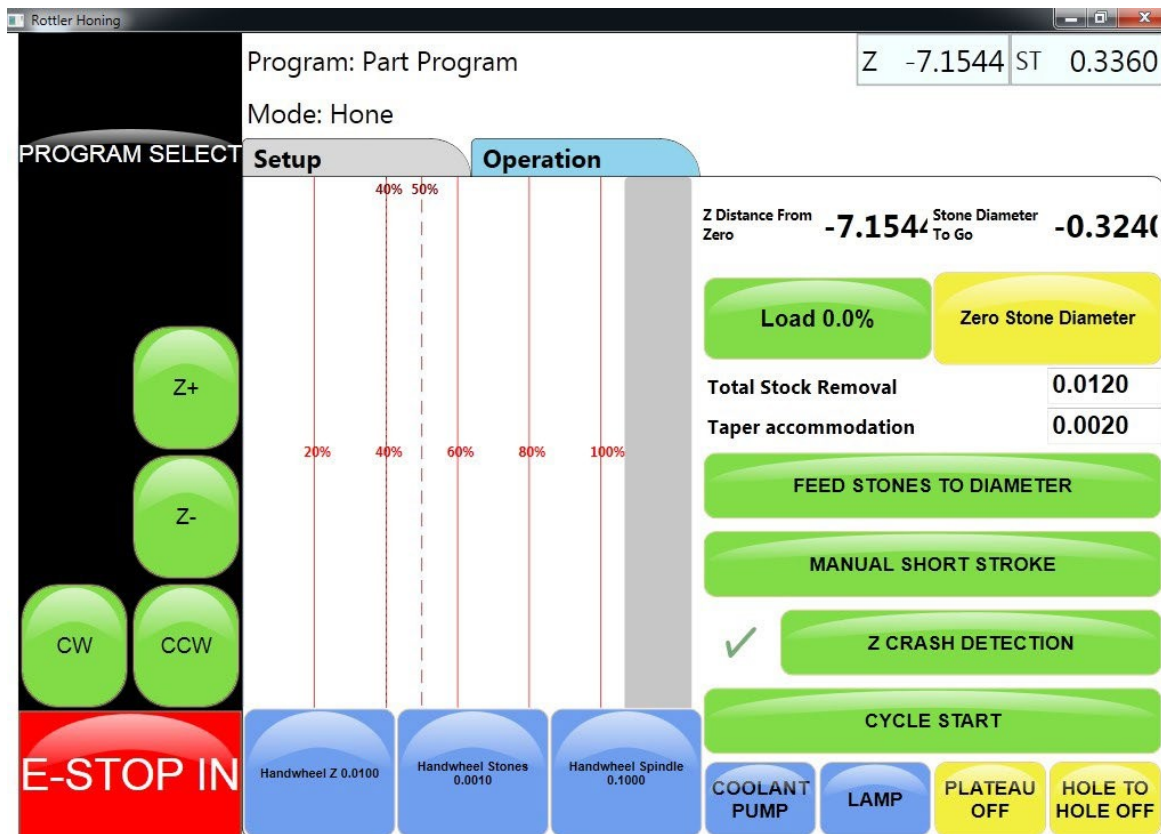 Rottler Honing
Program: Part Program
Z -7.1544 ST 0.3360
Mode: Hone
PROGRAM SELECT
Setup
Operation
40% 50%
Z Distance From
Zero
-7.1544
Stone Diameter
To Go
-0.3240
Load 0.0%
Zero Stone Diameter
Total Stock Removal 0.0120
Taper accommodation 0.0020
20% 40% 60% 80% 100%
Z+
FEED STONES TO DIAMETER
Z-
MANUAL SHORT STROKE
CW
CCW
Z CRASH DETECTION
CYCLE START
E-STOP IN
Handwheel Z 0.0100
Handwheel Stones
0.0010
Handwheel Spindle
0.1000
COOLANT
PUMP
LAMP
PLATEAU
OFF
HOLE TO
HOLE OFF